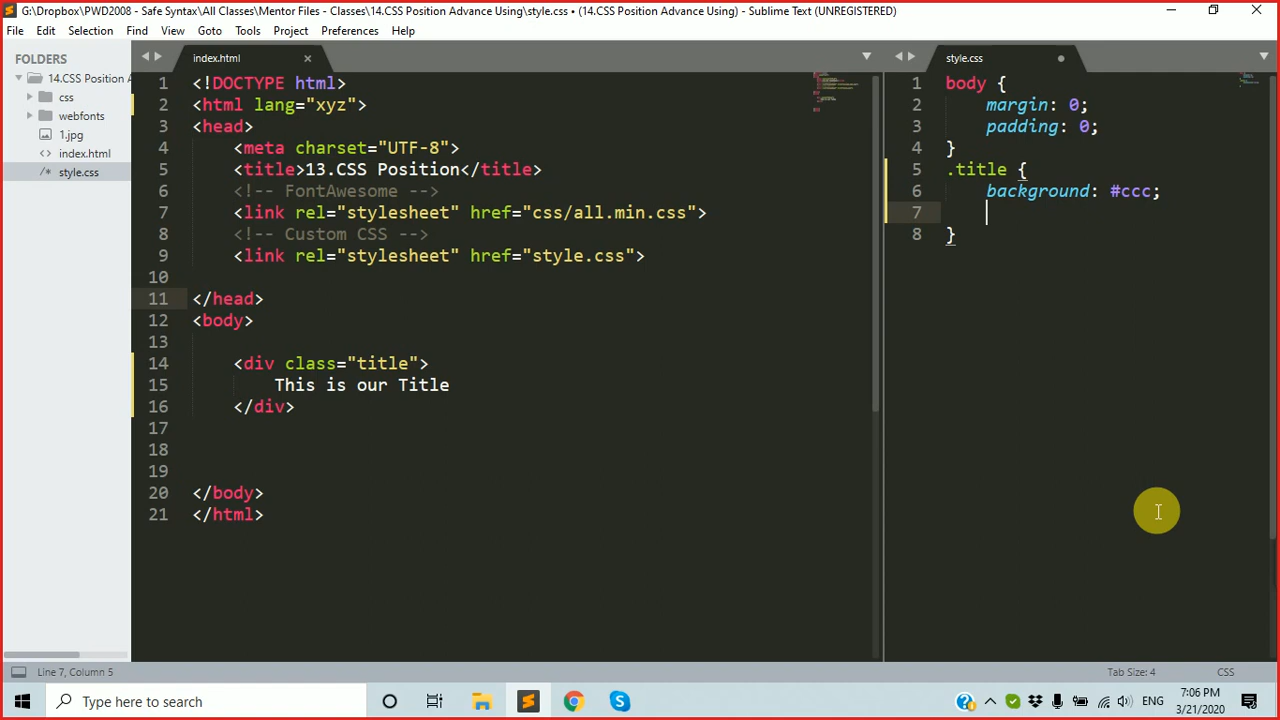 G:\Dropbox\PWD2008 - Safe Syntax\All Classes\Mentor Files - Classes\14.CSS Position Advance Using\style.css • (14.CSS Position Advance Using) - Sublime Text (UNREGISTERED)
File Edit Selection Find View Goto Tools Project Preferences Help
FOLDERS
14.CSS Position A
css
webfonts
1.jpg
index.html
/* style.css
index.html
1 <!DOCTYPE html>
2 <html lang="xyz">
3 <head>
4 <meta charset="UTF-8">
5 <title>13.CSS Position</title>
6 <!-- FontAwesome -->
7 <link rel="stylesheet" href="css/all.min.css">
8 <!-- Custom CSS -->
9 <link rel="stylesheet" href="style.css">
10
11 </head>
12 <body>
13
14 <div class="title">
15 This is our Title
16 </div>
17
18
19
20 </body>
21 </html>
style.css
1 body {
2 margin: 0;
3 padding: 0;
4 }
5 .title {
6 background: #ccc;
7
8 }
Line 7, Column 5
Tab Size: 4 CSS
Type here to search
ENG
7:06 PM
3/21/2020